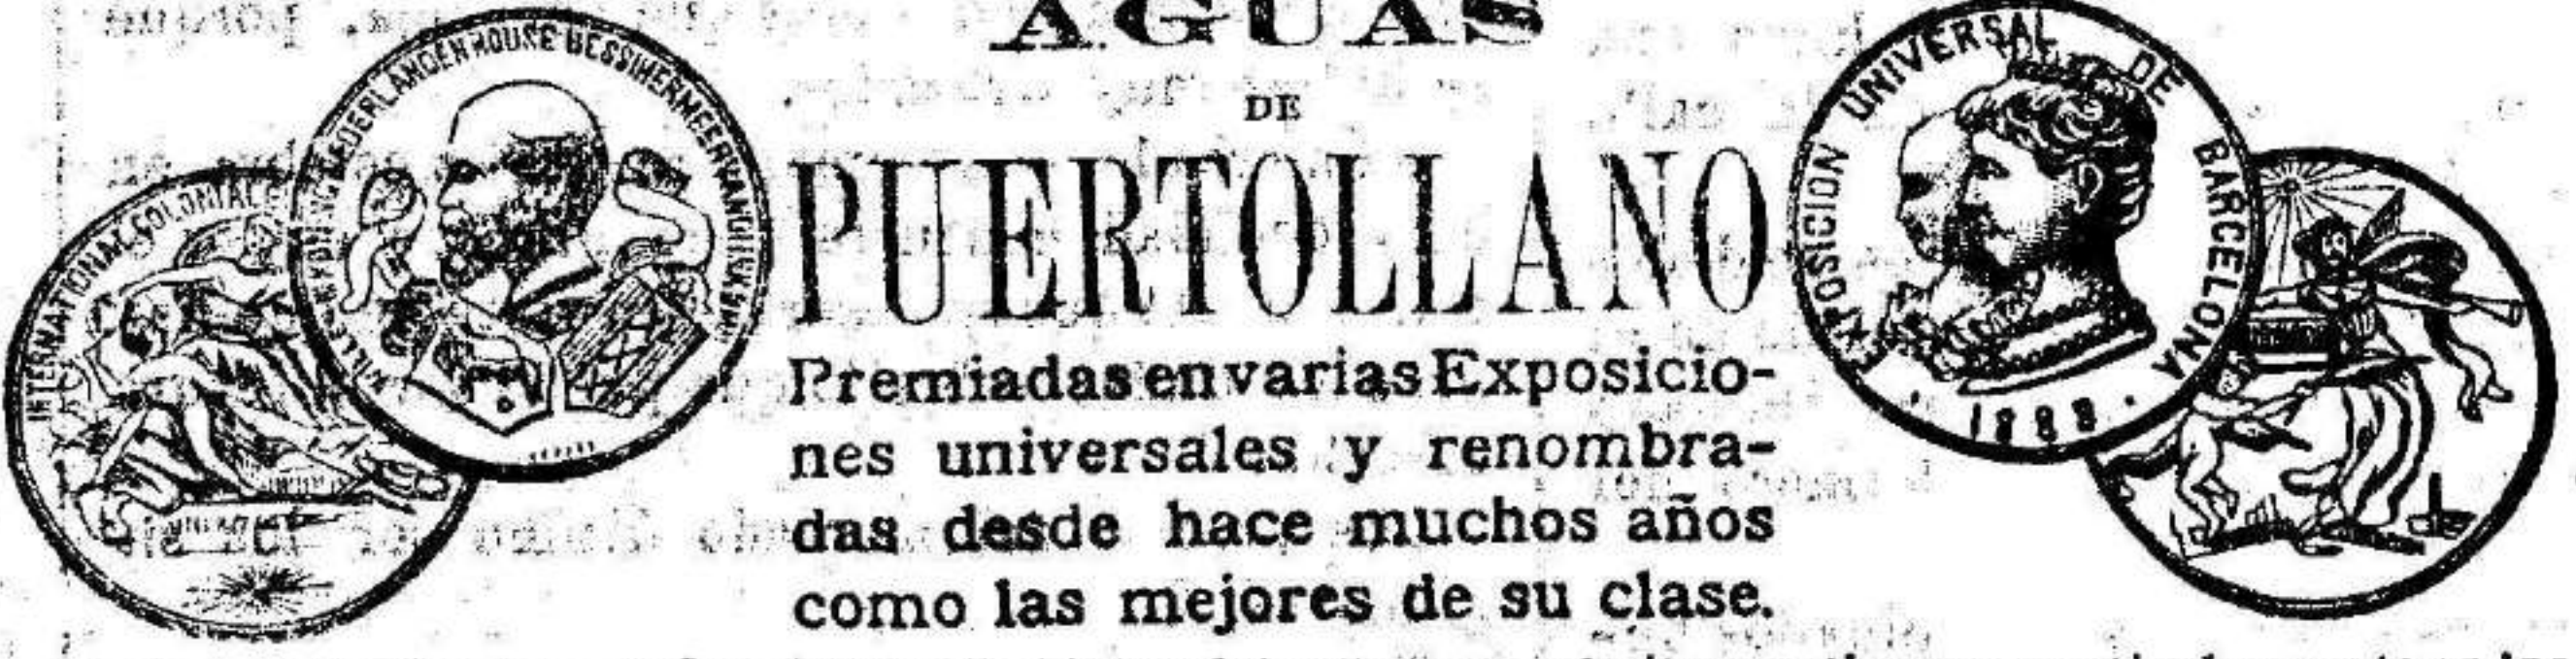 AGUAS
DE
PUERTOLLANO
Premiadas en varias Exposicio-
nes universales y renombra-
das desde hace muchos años
como las mejores de su clase.
INTERNATIONAL COLONIALE
EXPOSICION UNIVERSAL DE BARCELONA
1888